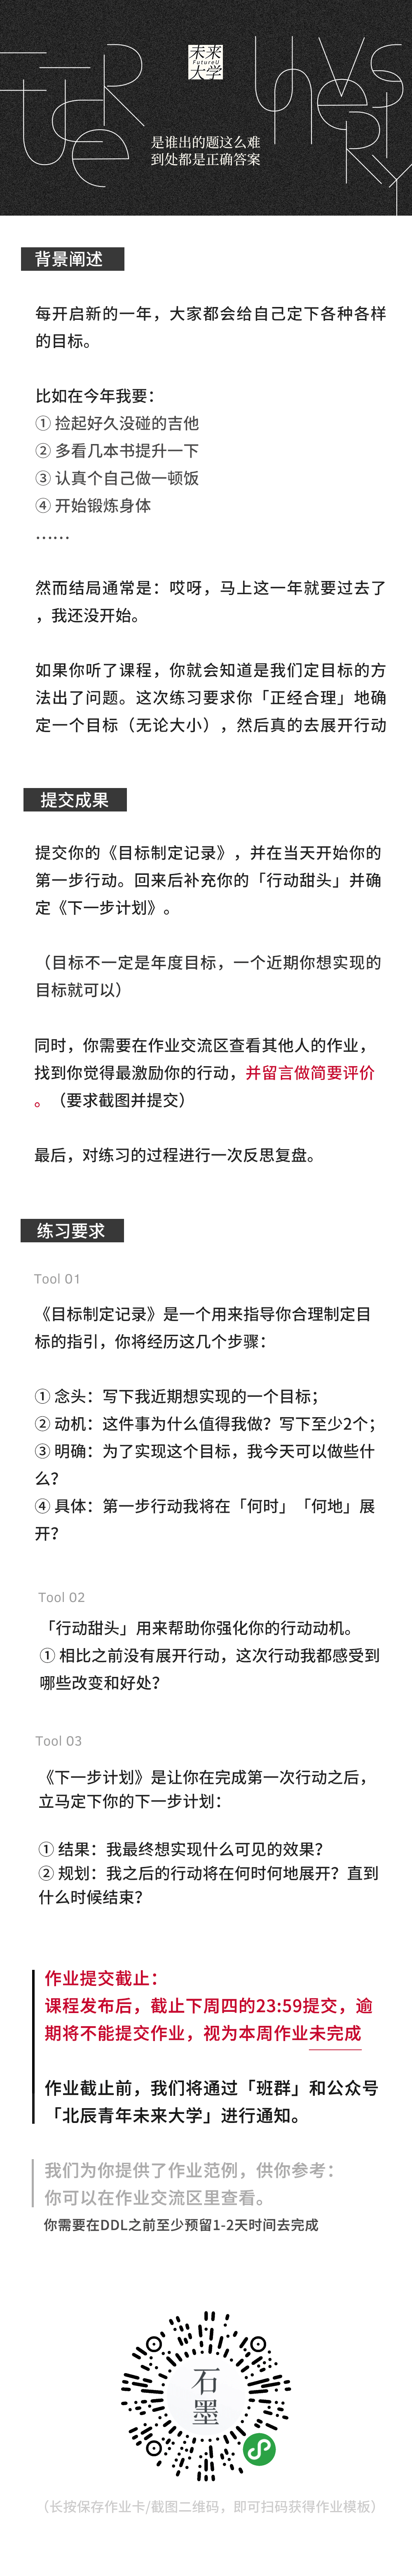 未来
FutureU
大学
FUTURE
UNIVERSITY
是谁出的题这么难
到处都是正确答案
背景阐述
每开启新的一年，大家都会给自己定下各种各样
的目标。
比如在今年我要：
① 捡起好久没碰的吉他
② 多看几本书提升一下
③ 认真个自己做一顿饭
④ 开始锻炼身体
……
然而结局通常是：哎呀，马上这一年就要过去了
，我还没开始。
如果你听了课程，你就会知道是我们定目标的方
法出了问题。这次练习要求你「正经合理」地确
定一个目标（无论大小），然后真的去展开行动
提交成果
提交你的《目标制定记录》，并在当天开始你的
第一步行动。回来后补充你的「行动甜头」并确
定《下一步计划》。
（目标不一定是年度目标，一个近期你想实现的
目标就可以）
同时，你需要在作业交流区查看其他人的作业，
找到你觉得最激励你的行动，并留言做简要评价
。（要求截图并提交）
最后，对练习的过程进行一次反思复盘。
练习要求
Tool 01
《目标制定记录》是一个用来指导你合理制定目
标的指引，你将经历这几个步骤：
① 念头：写下我近期想实现的一个目标；
② 动机：这件事为什么值得我做？写下至少2个；
③ 明确：为了实现这个目标，我今天可以做些什
么？
④ 具体：第一步行动我将在「何时」「何地」展
开？
Tool 02
「行动甜头」用来帮助你强化你的行动动机。
① 相比之前没有展开行动，这次行动我都感受到
哪些改变和好处？
Tool 03
《下一步计划》是让你在完成第一次行动之后，
立马定下你的下一步计划：
① 结果：我最终想实现什么可见的效果？
② 规划：我之后的行动将在何时何地展开？直到
什么时候结束？
作业提交截止：
课程发布后，截止下周四的23:59提交，逾
期将不能提交作业，视为本周作业未完成
作业截止前，我们将通过「班群」和公众号
「北辰青年未来大学」进行通知。
我们为你提供了作业范例，供你参考：
你可以在作业交流区里查看。
你需要在DDL之前至少预留1-2天时间去完成
石
墨
（长按保存作业卡/截图二维码，即可扫码获得作业模板）